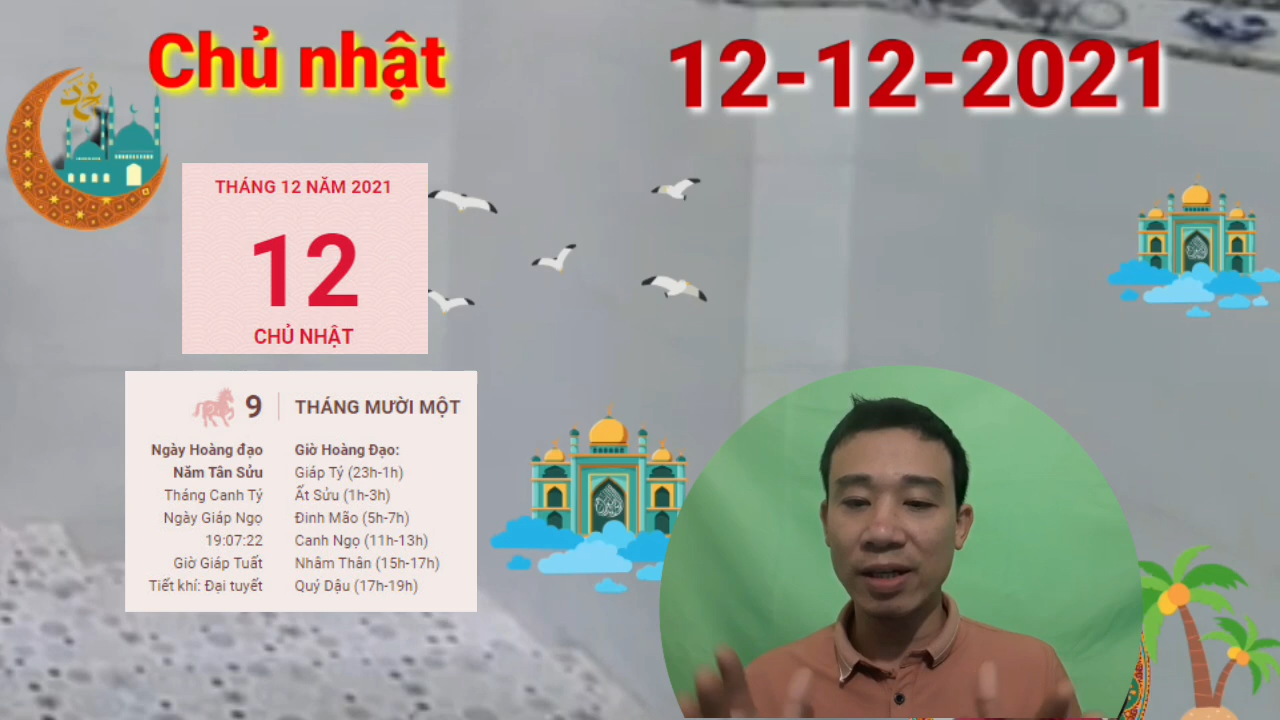 Chủ nhật
12-12-2021
THÁNG 12 NĂM 2021
12
CHỦ NHẬT
9
THÁNG MƯỜI MỘT
Ngày Hoàng đạo
Năm Tân Sửu
Tháng Canh Tý
Ngày Giáp Ngọ
19:07:22
Giờ Giáp Tuất
Tiết khí: Đại tuyết
Giờ Hoàng Đạo:
Giáp Tý (23h-1h)
Ất Sửu (1h-3h)
Đinh Mão (5h-7h)
Canh Ngọ (11h-13h)
Nhâm Thân (15h-17h)
Quý Dậu (17h-19h)